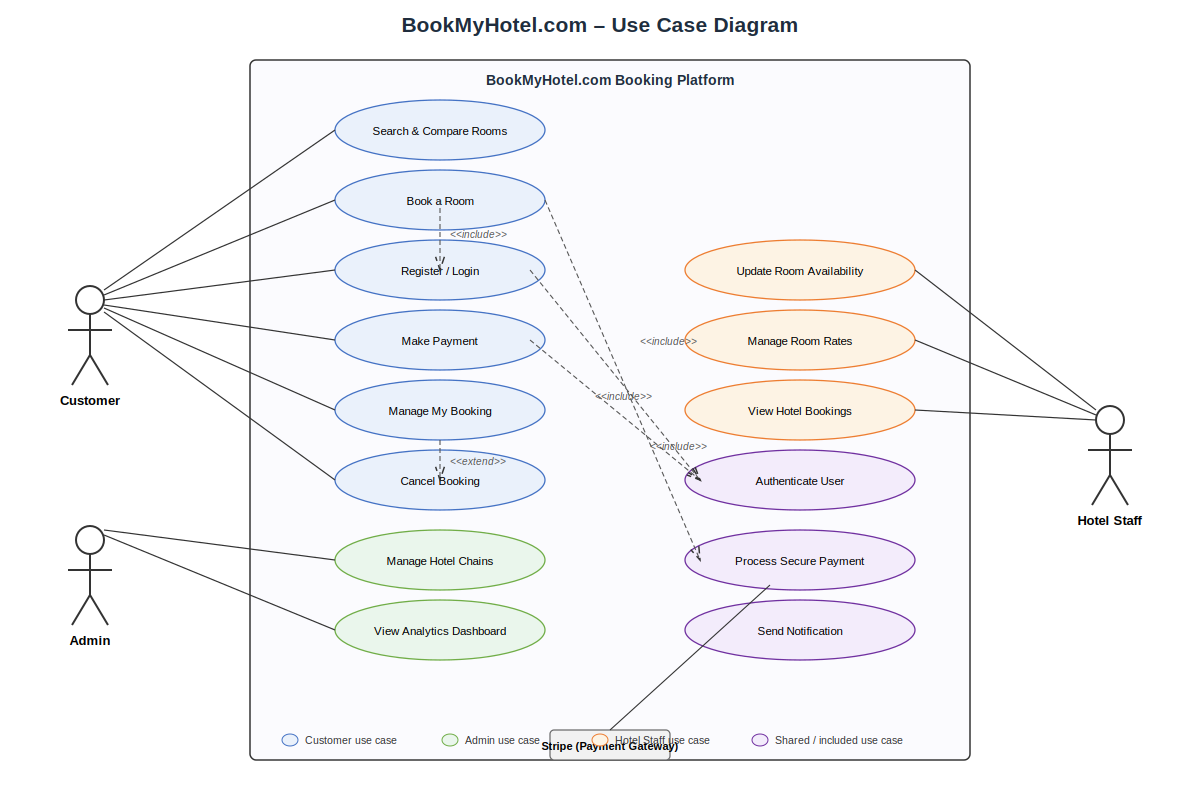 BookMyHotel.com – Use Case Diagram
BookMyHotel.com Booking Platform
Search & Compare Rooms
Book a Room
<<include>>
Register / Login
Update Room Availability
Make Payment
<<include>>
Manage Room Rates
Customer
Manage My Booking
<<include>>
View Hotel Bookings
<<include>>
<<extend>>
Cancel Booking
Authenticate User
Hotel Staff
Manage Hotel Chains
Process Secure Payment
Admin
View Analytics Dashboard
Send Notification
Customer use case
Admin use case
Hotel Staff use case
Shared / included use case
Stripe (Payment Gateway)